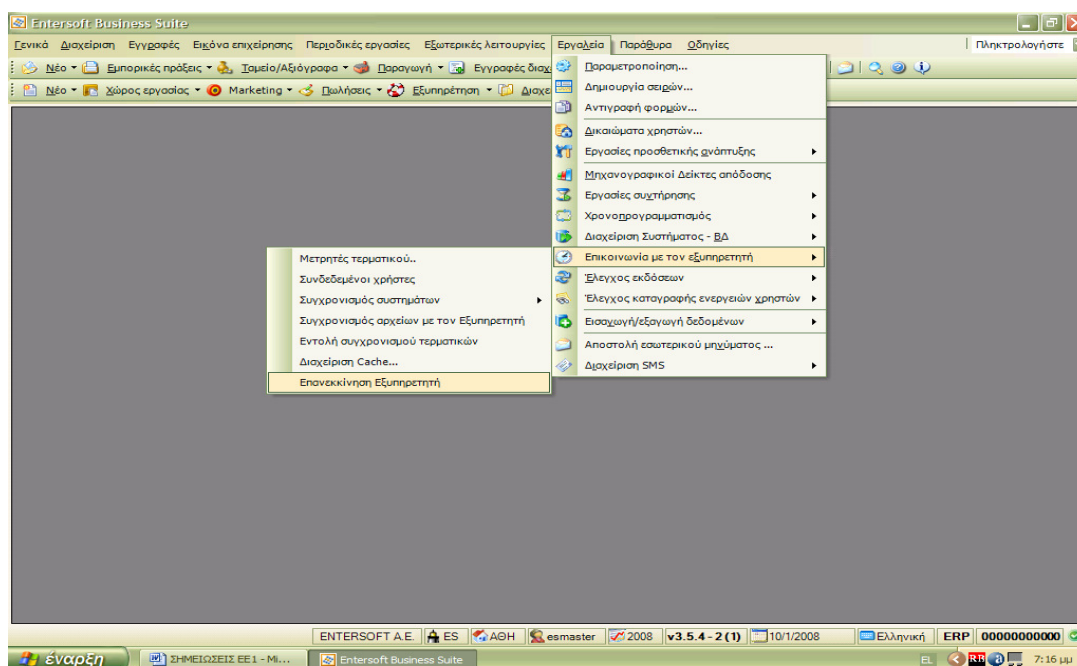 Entersoft Business Suite
Γενικά Διαχείριση Εγγραφές Εικόνα επιχείρησης Περιοδικές εργασίες Εξωτερικές λειτουργίες Εργαλεία Παράθυρα Οδηγίες Πληκτρολογήστε
Νέο Εμπορικές πράξεις Ταμείο/Αξιόγραφα Παραγωγή Εγγραφές διαχ
Νέο Χώρος εργασίας Marketing Πωλήσεις Εξυπηρέτηση Διαχε
Παραμετροποίηση...
Δημιουργία σειρών...
Αντιγραφή φορμών...
Δικαιώματα χρηστών...
Εργασίες προσθετικής ανάπτυξης
Μηχανογραφικοί Δείκτες απόδοσης
Εργασίες συντήρησης
Χρονοπρογραμματισμός
Διαχείριση Συστήματος - ΒΔ
Επικοινωνία με τον εξυπηρετητή
Έλεγχος εκδόσεων
Έλεγχος καταγραφής ενεργειών χρηστών
Εισαγωγή/εξαγωγή δεδομένων
Αποστολή εσωτερικού μηνύματος ...
Διαχείριση SMS
Μετρητές τερματικού..
Συνδεδεμένοι χρήστες
Συγχρονισμός συστημάτων
Συγχρονισμός αρχείων με τον Εξυπηρετητή
Εντολή συγχρονισμού τερματικών
Διαχείριση Cache...
Επανεκκίνηση Εξυπηρετητή
ENTERSOFT Α.Ε. ES ΑΘΗ esmaster 2008 v3.5.4 - 2 (1) 10/1/2008 Ελληνική ERP 00000000000
έναρξη ΣΗΜΕΙΩΣΕΙΣ ΕΕ1 - Mi... Entersoft Business Suite EL RB 7:16 μμ